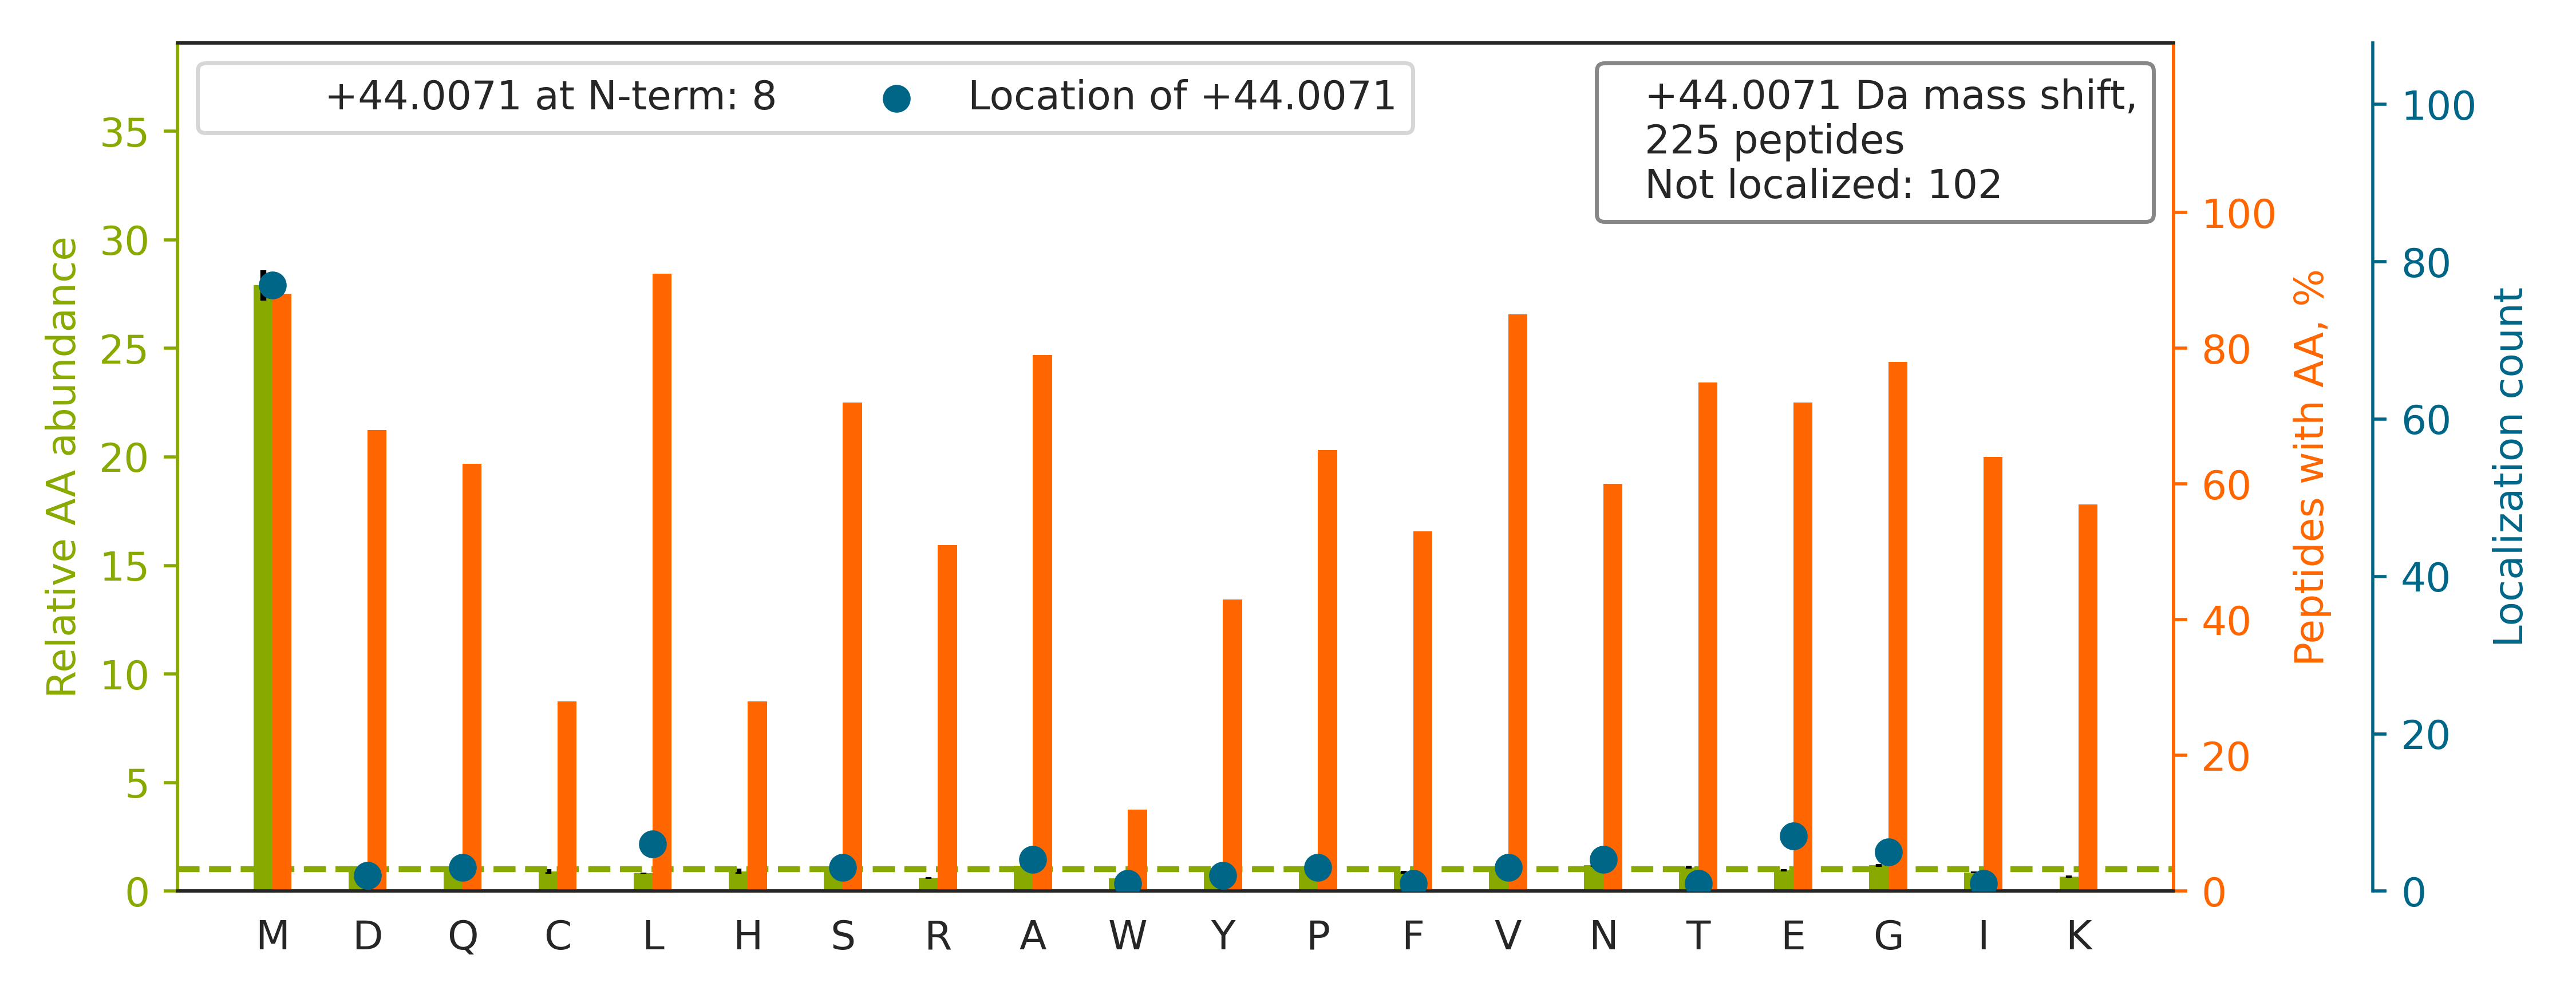 +44.0071 at N-term: 8
Location of +44.0071
+44.0071 Da mass shift,
225 peptides
Not localized: 102
Relative AA abundance
35
30
25
20
15
10
5
0
Peptides with AA, %
100
80
60
40
20
0
Localization count
100
80
60
40
20
0
M D Q C L H S R A W Y P F V N T E G I K